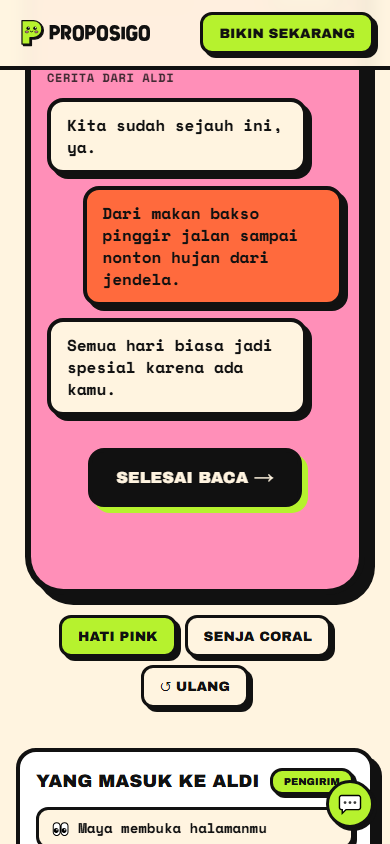 PROPOSIGO
BIKIN SEKARANG
CERITA DARI ALDI
Kita sudah sejauh ini,
ya.
Dari makan bakso
pinggir jalan sampai
nonton hujan dari
jendela.
Semua hari biasa jadi
spesial karena ada
kamu.
SELESAI BACA →
HATI PINK
SENJA CORAL
↺ ULANG
YANG MASUK KE ALDI
PENGIRIM
👀 Maya membuka halamanmu